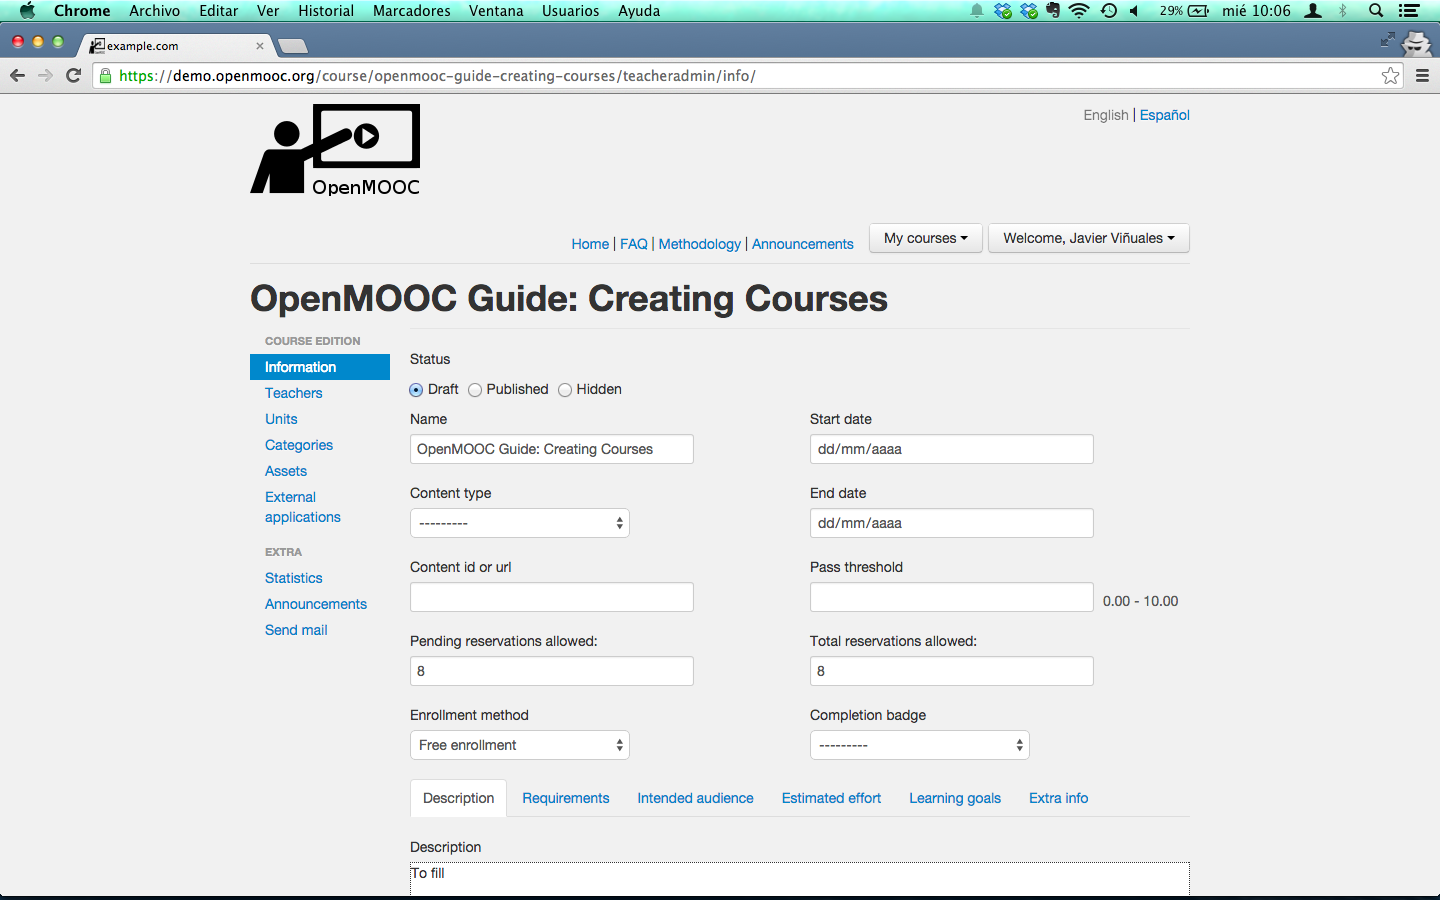 Chrome Archivo Editar Ver Historial Marcadores Ventana Usuarios Ayuda 29% mié 10:06
example.com
https://demo.openmooc.org/course/openmooc-guide-creating-courses/teacheradmin/info/
OpenMOOC
English | Español
Home | FAQ | Methodology | Announcements My courses Welcome, Javier Viñuales
OpenMOOC Guide: Creating Courses
COURSE EDITION
Information
Teachers
Units
Categories
Assets
External
applications
EXTRA
Statistics
Announcements
Send mail
Status
Draft Published Hidden
Name Start date
OpenMOOC Guide: Creating Courses dd/mm/aaaa
Content type End date
--------- dd/mm/aaaa
Content id or url Pass threshold
0.00 - 10.00
Pending reservations allowed: Total reservations allowed:
8 8
Enrollment method Completion badge
Free enrollment ---------
Description Requirements Intended audience Estimated effort Learning goals Extra info
Description
To fill